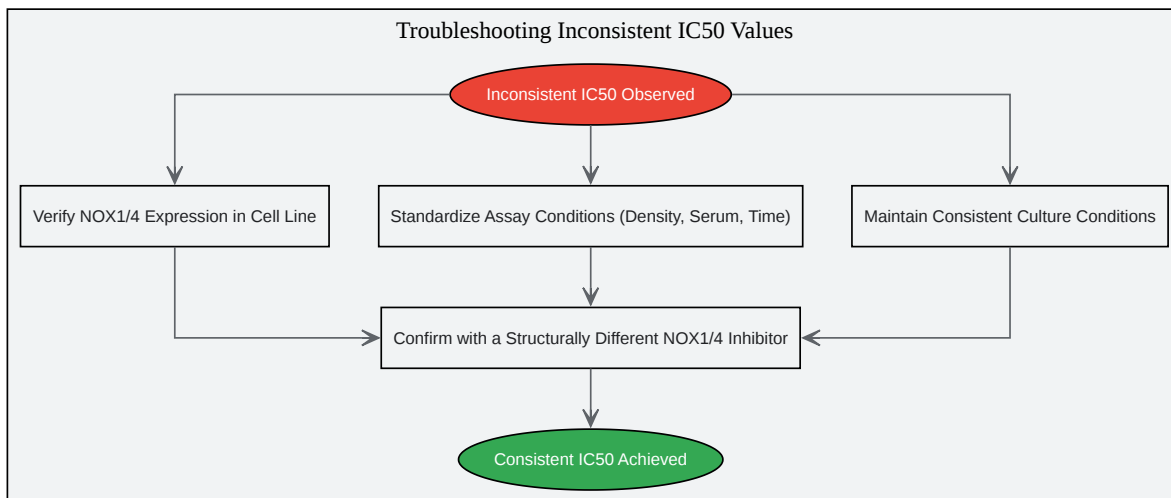 Troubleshooting Inconsistent IC50 Values
Inconsistent IC50 Observed
Verify NOX1/4 Expression in Cell Line
Standardize Assay Conditions (Density, Serum, Time)
Maintain Consistent Culture Conditions
Confirm with a Structurally Different NOX1/4 Inhibitor
Consistent IC50 Achieved